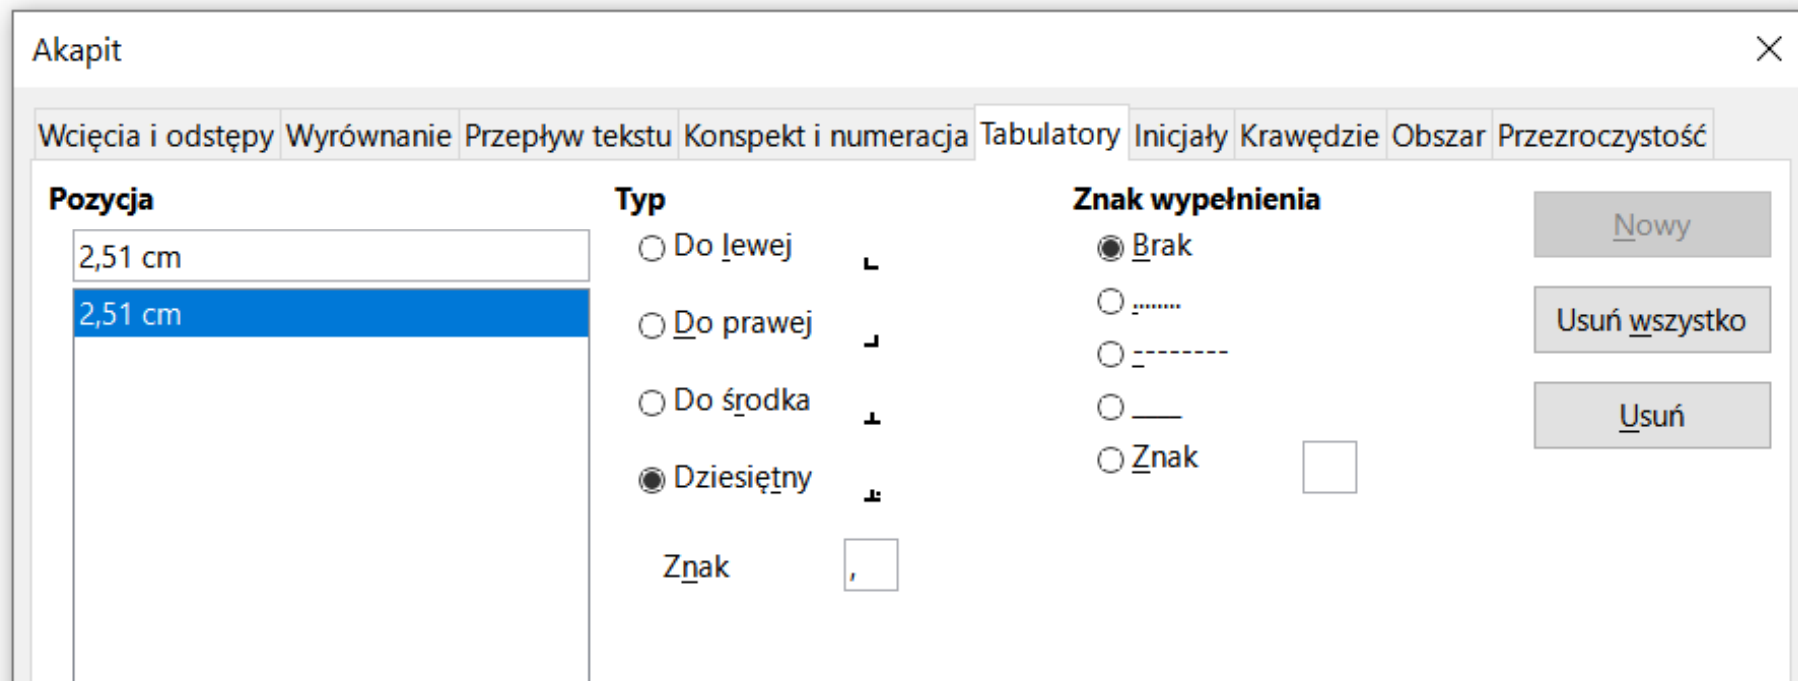 Akapit
Wcięcia i odstępy Wyrównanie Przepływ tekstu Konspekt i numeracja Tabulatory Inicjały Krawędzie Obszar Przezroczystość
Pozycja
2,51 cm
2,51 cm
Typ
Do lewej
Do prawej
Do środka
Dziesiętny
Znak ,
Znak wypełnienia
Brak
........
--------
____
Znak
Nowy
Usuń wszystko
Usuń